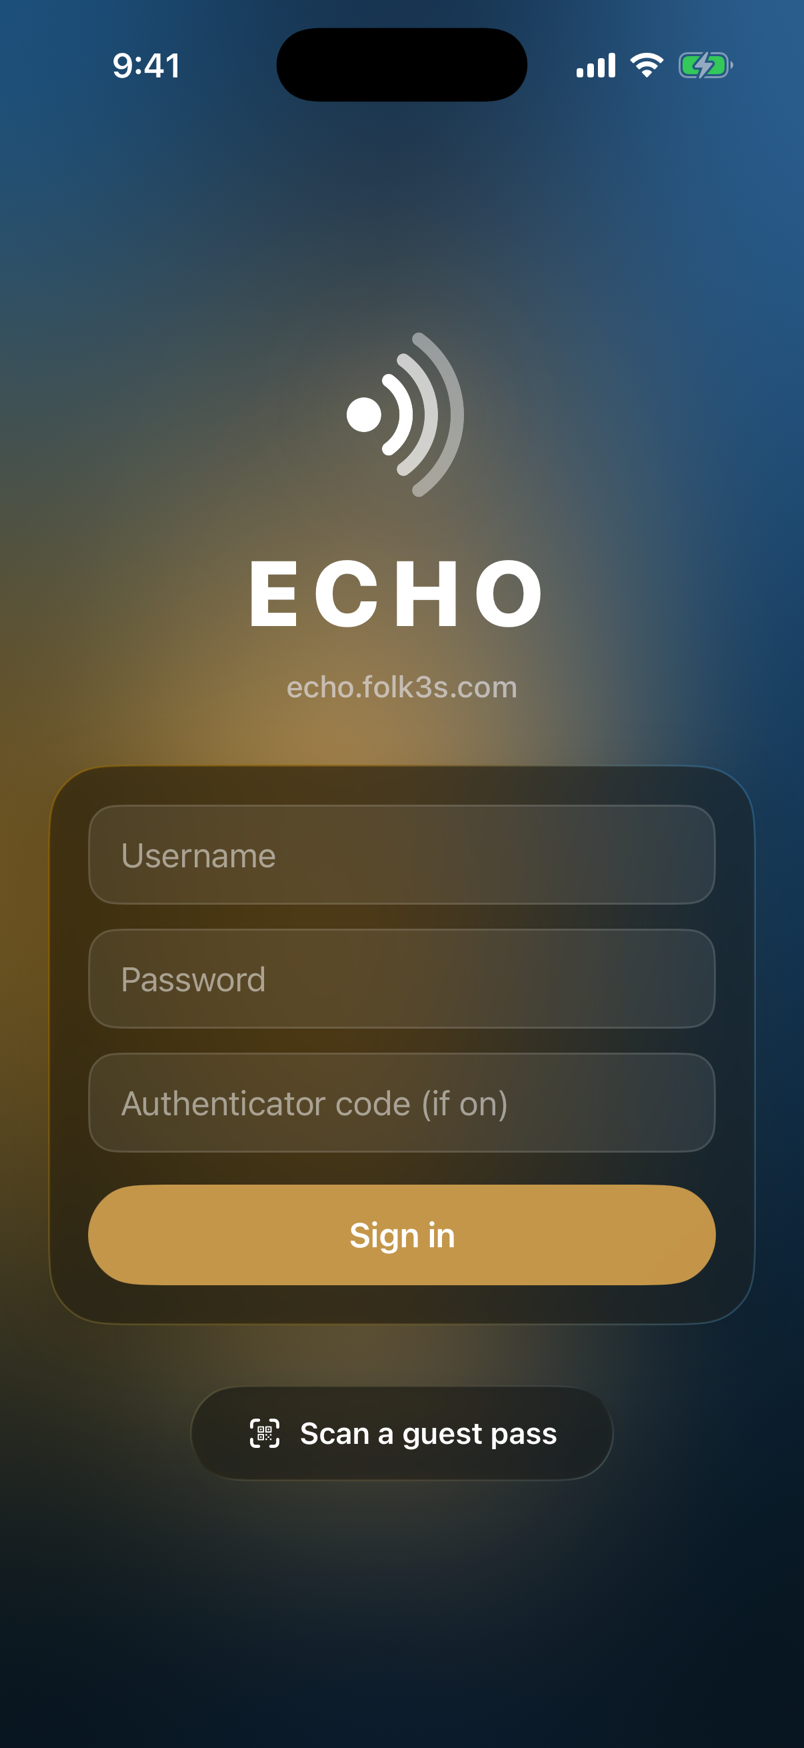 9:41
ECHO
echo.folk3s.com
Username
Password
Authenticator code (if on)
Sign in
Scan a guest pass